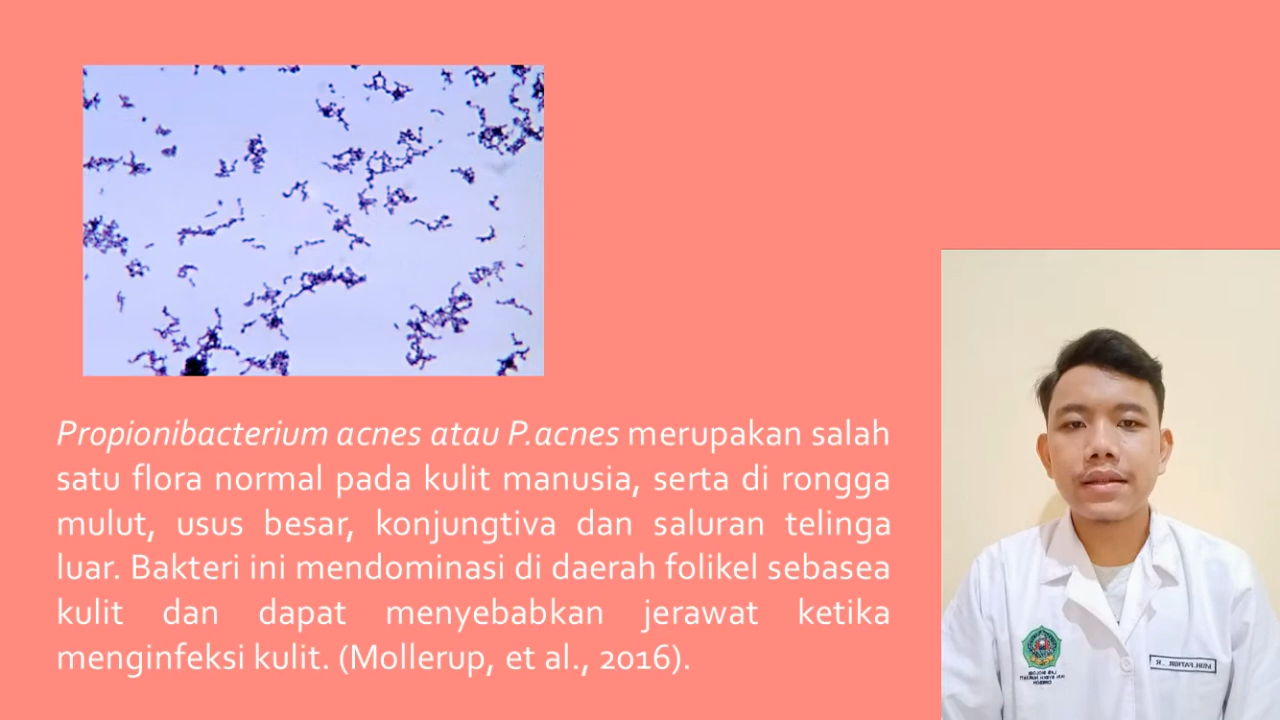 Propionibacterium acnes atau P.acnes merupakan salah
satu flora normal pada kulit manusia, serta di rongga
mulut, usus besar, konjungtiva dan saluran telinga
luar. Bakteri ini mendominasi di daerah folikel sebasea
kulit dan dapat menyebabkan jerawat ketika
menginfeksi kulit. (Mollerup, et al., 2016).